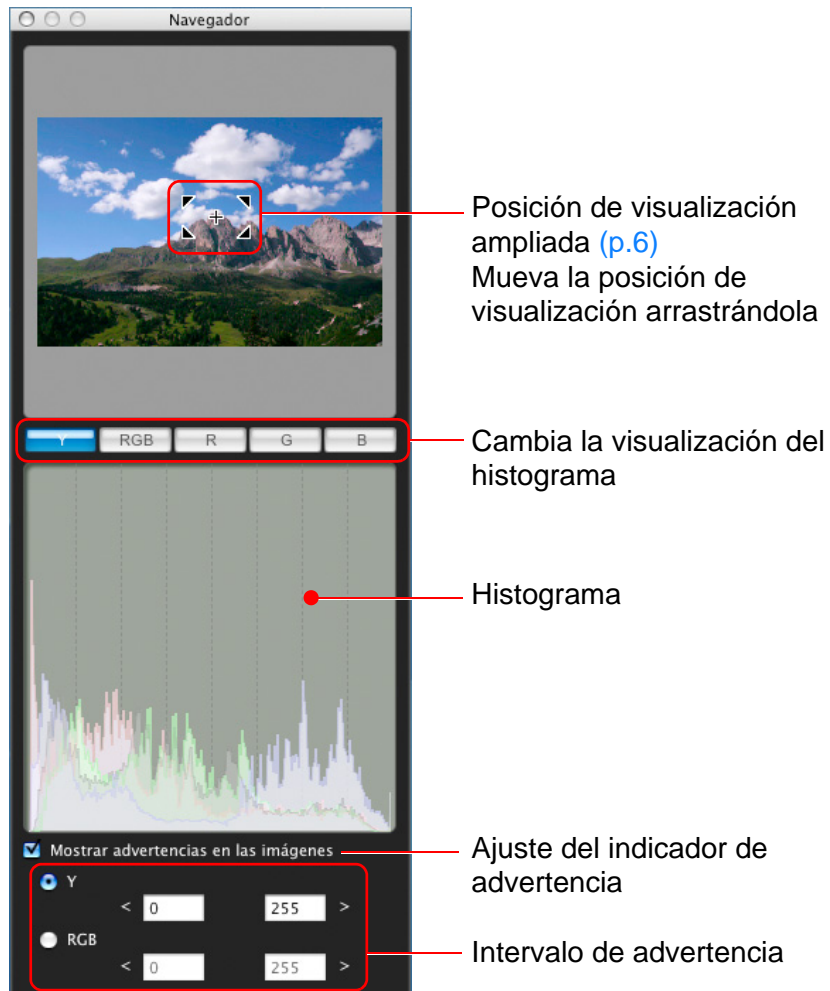 Navegador
Posición de visualización
ampliada (p.6)
Mueva la posición de
visualización arrastrándola
Y RGB R G B
Cambia la visualización del
histograma
Histograma
Mostrar advertencias en las imágenes
Ajuste del indicador de
advertencia
Y
< 0 255 >
RGB
< 0 255 >
Intervalo de advertencia